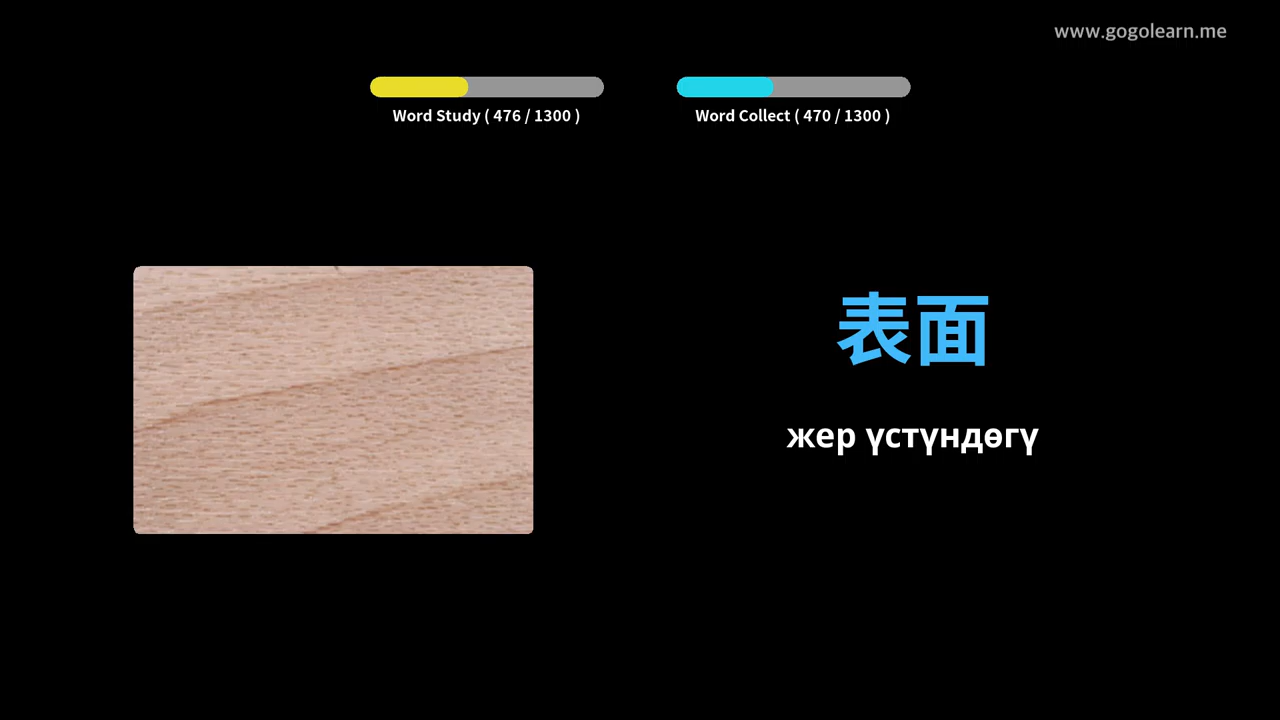 www.gogolearn.me
Word Study ( 476 / 1300 )
Word Collect ( 470 / 1300 )
表面
жер үстүндөгү